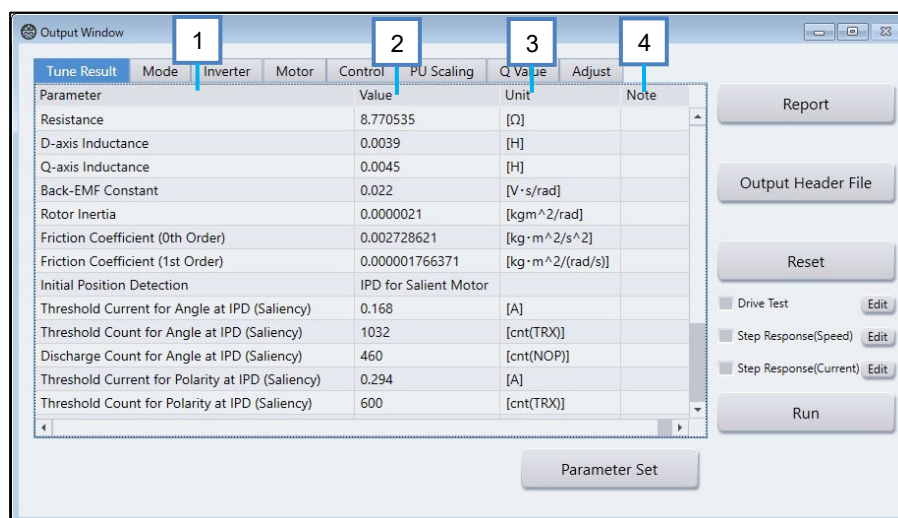 Output Window
1 2 3 4
Tune Result Mode Inverter Motor Control PU Scaling Q Value Adjust
Parameter Value Unit Note
Resistance 8.770535 [Ω]
D-axis Inductance 0.0039 [H]
Q-axis Inductance 0.0045 [H]
Back-EMF Constant 0.022 [V·s/rad]
Rotor Inertia 0.0000021 [kgm^2/rad]
Friction Coefficient (0th Order) 0.002728621 [kg·m^2/s^2]
Friction Coefficient (1st Order) 0.000001766371 [kg·m^2/(rad/s)]
Initial Position Detection IPD for Salient Motor
Threshold Current for Angle at IPD (Saliency) 0.168 [A]
Threshold Count for Angle at IPD (Saliency) 1032 [cnt(TRX)]
Discharge Count for Angle at IPD (Saliency) 460 [cnt(NOP)]
Threshold Current for Polarity at IPD (Saliency) 0.294 [A]
Threshold Count for Polarity at IPD (Saliency) 600 [cnt(TRX)]
Report
Output Header File
Reset
Drive Test Edit
Step Response(Speed) Edit
Step Response(Current) Edit
Run
Parameter Set